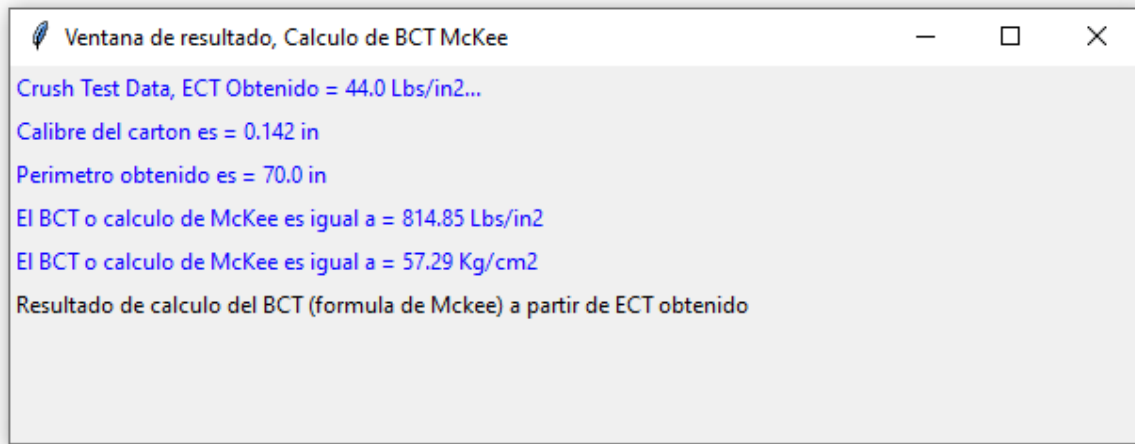 Ventana de resultado, Calculo de BCT McKee
Crush Test Data, ECT Obtenido = 44.0 Lbs/in2...
Calibre del carton es = 0.142 in
Perimetro obtenido es = 70.0 in
El BCT o calculo de McKee es igual a = 814.85 Lbs/in2
El BCT o calculo de McKee es igual a = 57.29 Kg/cm2
Resultado de calculo del BCT (formula de Mckee) a partir de ECT obtenido